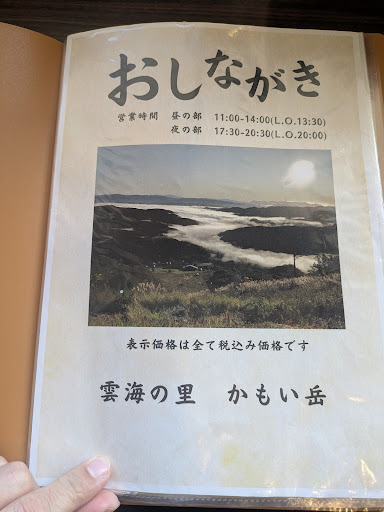 おしながき
営業時間 昼の部 11:00-14:00(L.O.13:30)
夜の部 17:30-20:30(L.O.20:00)
表示価格は全て税込み価格です
雲海の里 かもい岳